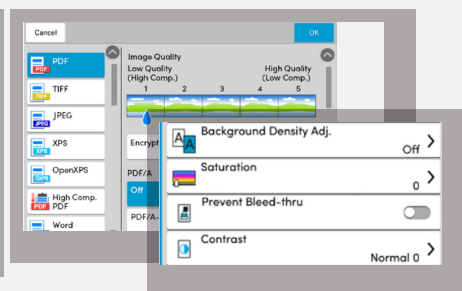 Cancel
OK
PDF
PDF
TIFF
TIFF
JPEG
JPEG
XPS
XPS
OpenXPS
OXPS
High Comp.
PDF
PDF
Word
Image Quality
Low Quality
(High Comp.)
High Quality
(Low Comp.)
1 2 3 4 5
Encrypt
PDF/A
Off
PDF/A-
Background Density Adj.
Off
Saturation
0
Prevent Bleed-thru
Contrast
Normal 0